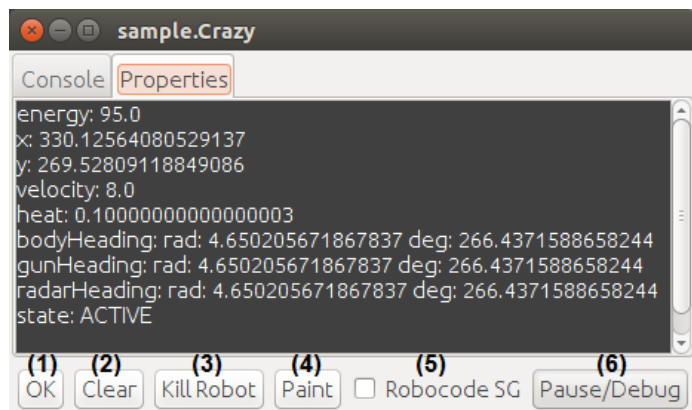 sample.Crazy
Console Properties
energy: 95.0
x: 330.12564080529137
y: 269.52809118849086
velocity: 8.0
heat: 0.10000000000000003
bodyHeading: rad: 4.650205671867837 deg: 266.4371588658244
gunHeading: rad: 4.650205671867837 deg: 266.4371588658244
radarHeading: rad: 4.650205671867837 deg: 266.4371588658244
state: ACTIVE
(1) (2) (3) (4) (5) (6)
OK Clear Kill Robot Paint Robocode SG Pause/Debug